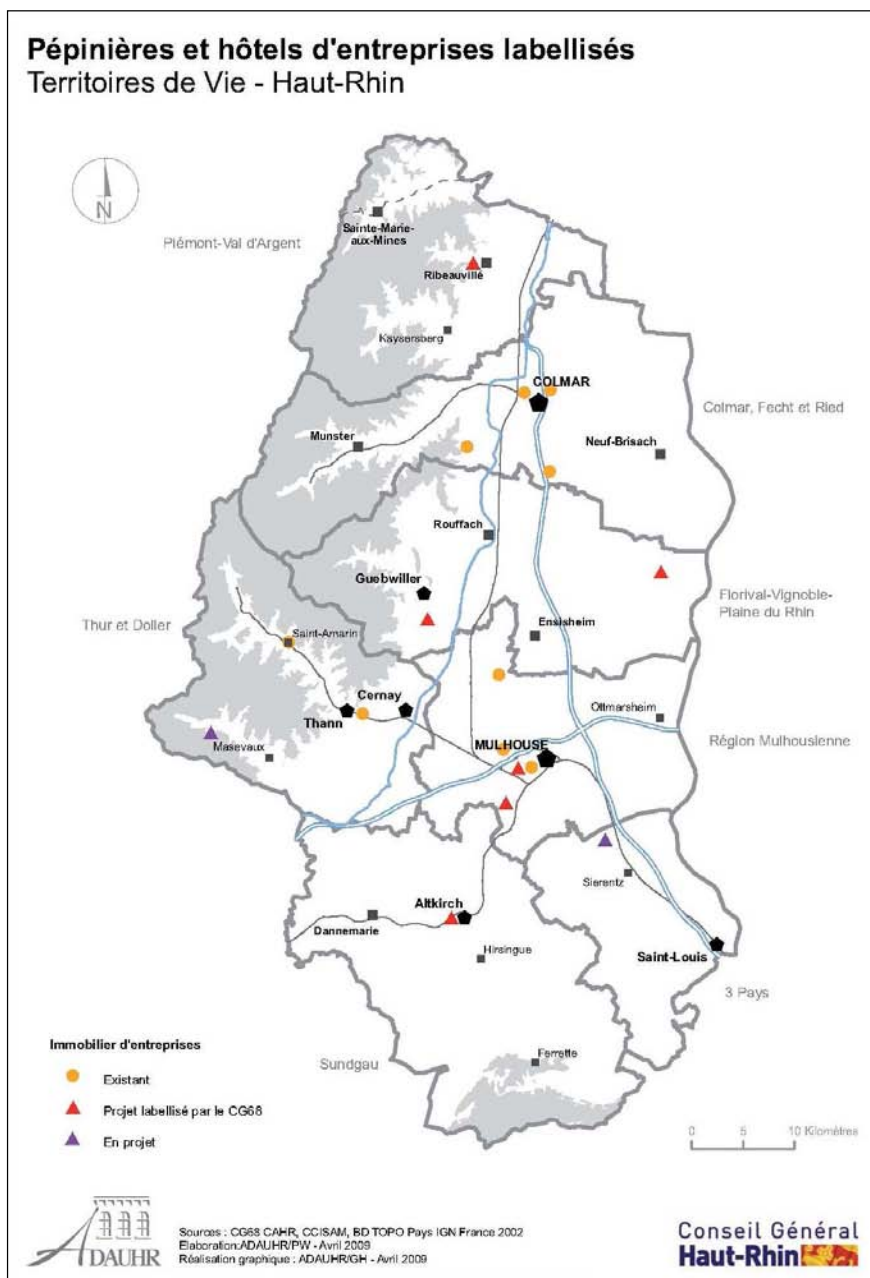 Pépinières et hôtels d'entreprises labellisés
Territoires de Vie - Haut-Rhin
N
Sainte-Marie-
aux-Mines
Piémont-Val d'Argent
Ribeauvillé
Kaysersberg
COLMAR
Colmar, Fecht et Ried
Munster
Neuf-Brisach
Rouffach
Guebwiller
Florival-Vignoble-
Plaine du Rhin
Thur et Doller
Saint-Amarin
Ensisheim
Cernay
Thann
Ottmarsheim
Masevaux
MULHOUSE
Région Mulhousienne
Sierentz
Altkirch
Dannemarie
Hirsingue
Saint-Louis
3 Pays
Sundgau
Ferrette
Immobilier d'entreprises
Existant
Projet labellisé par le CG68
En projet
0 5 10 Kilomètres
ADAUHR
Sources : CG68 CAHR, CCISAM, BD TOPO Pays IGN France 2002
Elaboration:ADAUHR/PW - Avril 2009
Réalisation graphique : ADAUHR/GH - Avril 2009
Conseil Général
Haut-Rhin